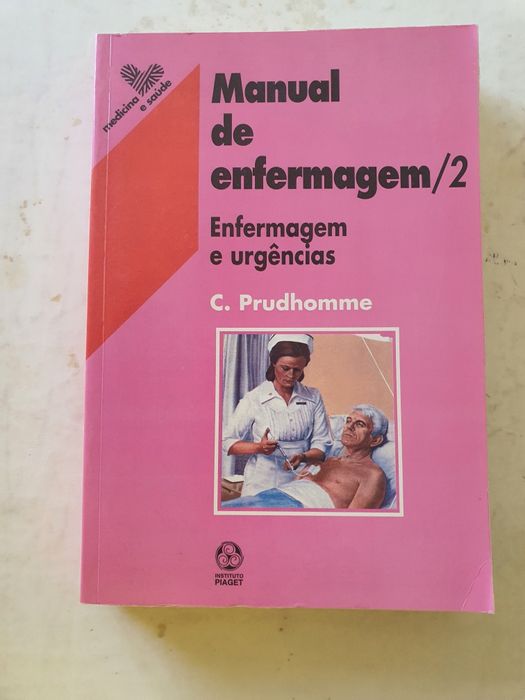 medicina
e saúde
Manual
de
enfermagem/2
Enfermagem
e urgências
C. Prudhomme
INSTITUTO
PIAGET